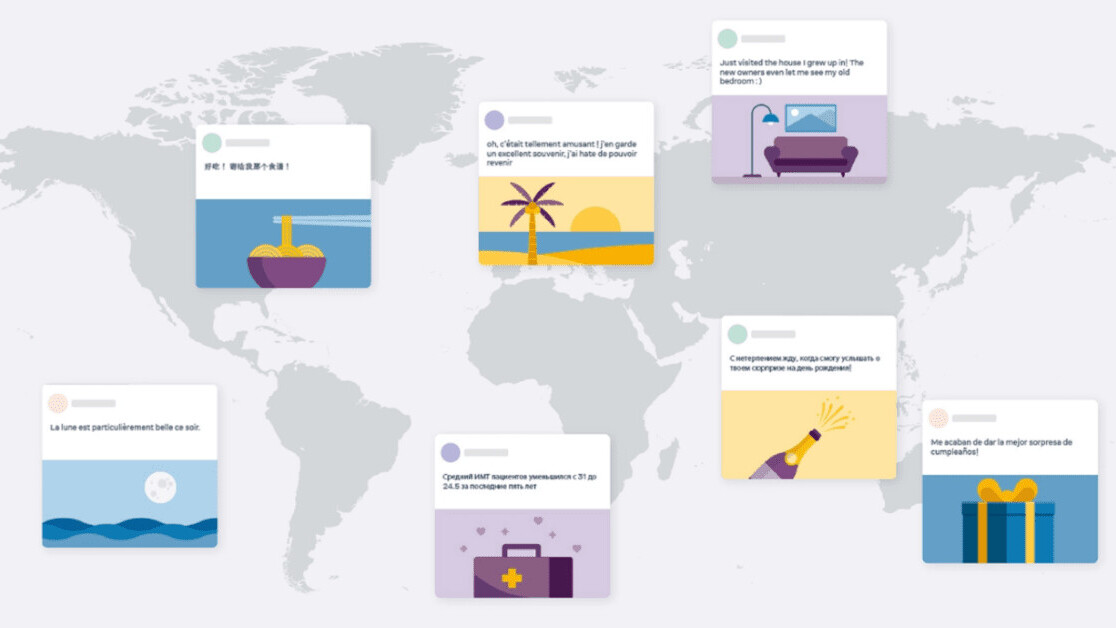 Just visited the house I grew up in! The
new owners even let me see my old
bedroom : )
oh, c'était tellement amusant ! j'en garde
un excellent souvenir, j'ai hate de pouvoir
revenir
好吃！ 寄给我那个食谱！
С нетерпением жду, когда смогу услышать о
твоем сюрпризе на день рождения!
La lune est particulièrement belle ce soir.
Me acaban de dar la mejor sorpresa de
cumpleaños!
Средний ИМТ пациентов уменьшился с 31 до
24.5 за последние пять лет